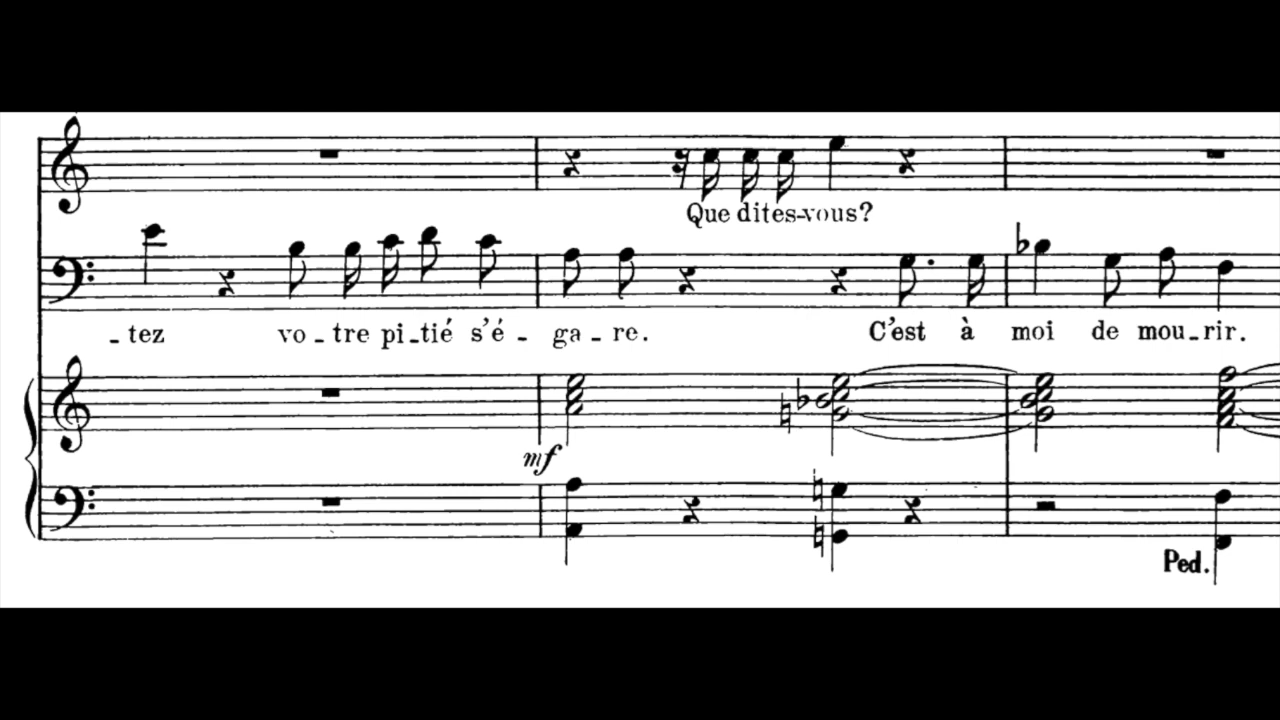 Que dites-vous?
- tez vo - tre pi - tié s'é - ga - re. C'est à moi de mou - rir.
mf
Ped.